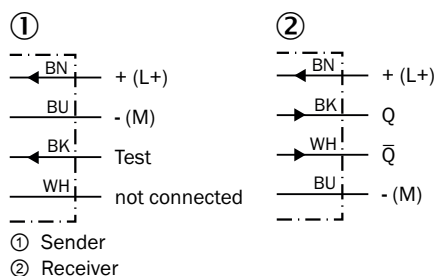 ① ②
BN + (L+)
BU - (M)
BK Test
WH not connected
BN + (L+)
BK Q
WH Q̅
BU - (M)
① Sender
② Receiver